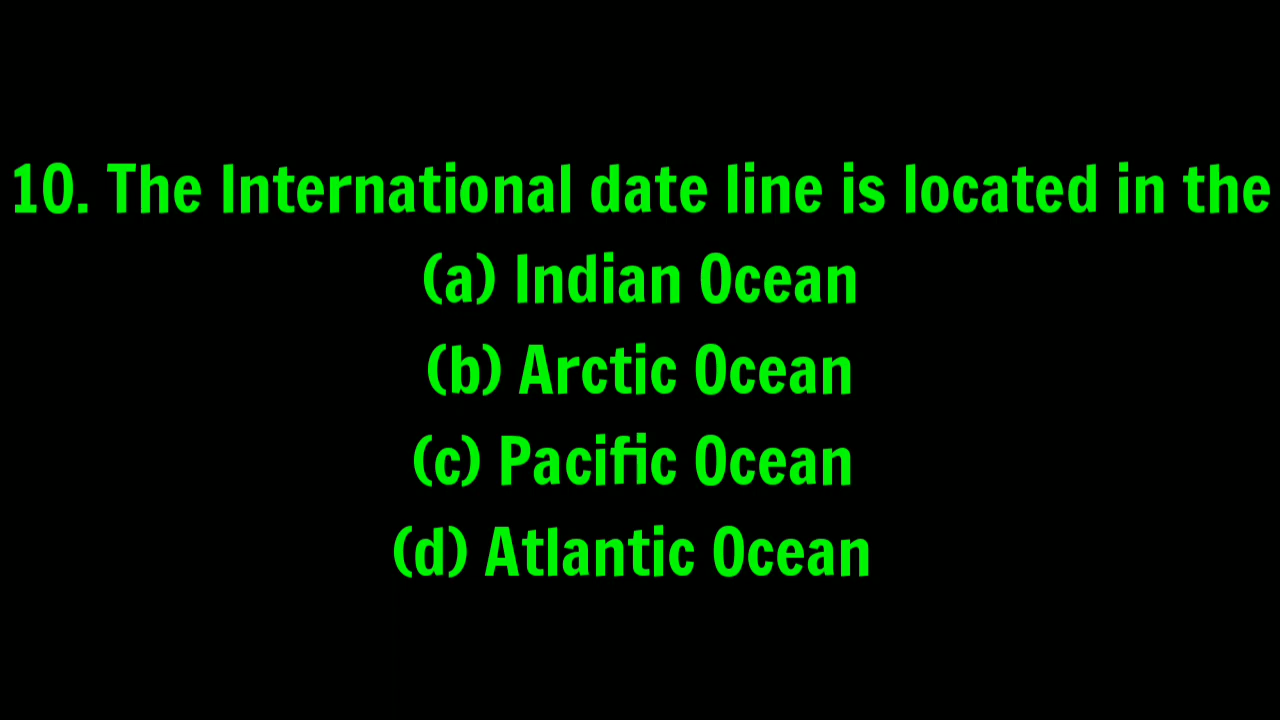 10. The International date line is located in the
(a) Indian Ocean
(b) Arctic Ocean
(c) Pacific Ocean
(d) Atlantic Ocean